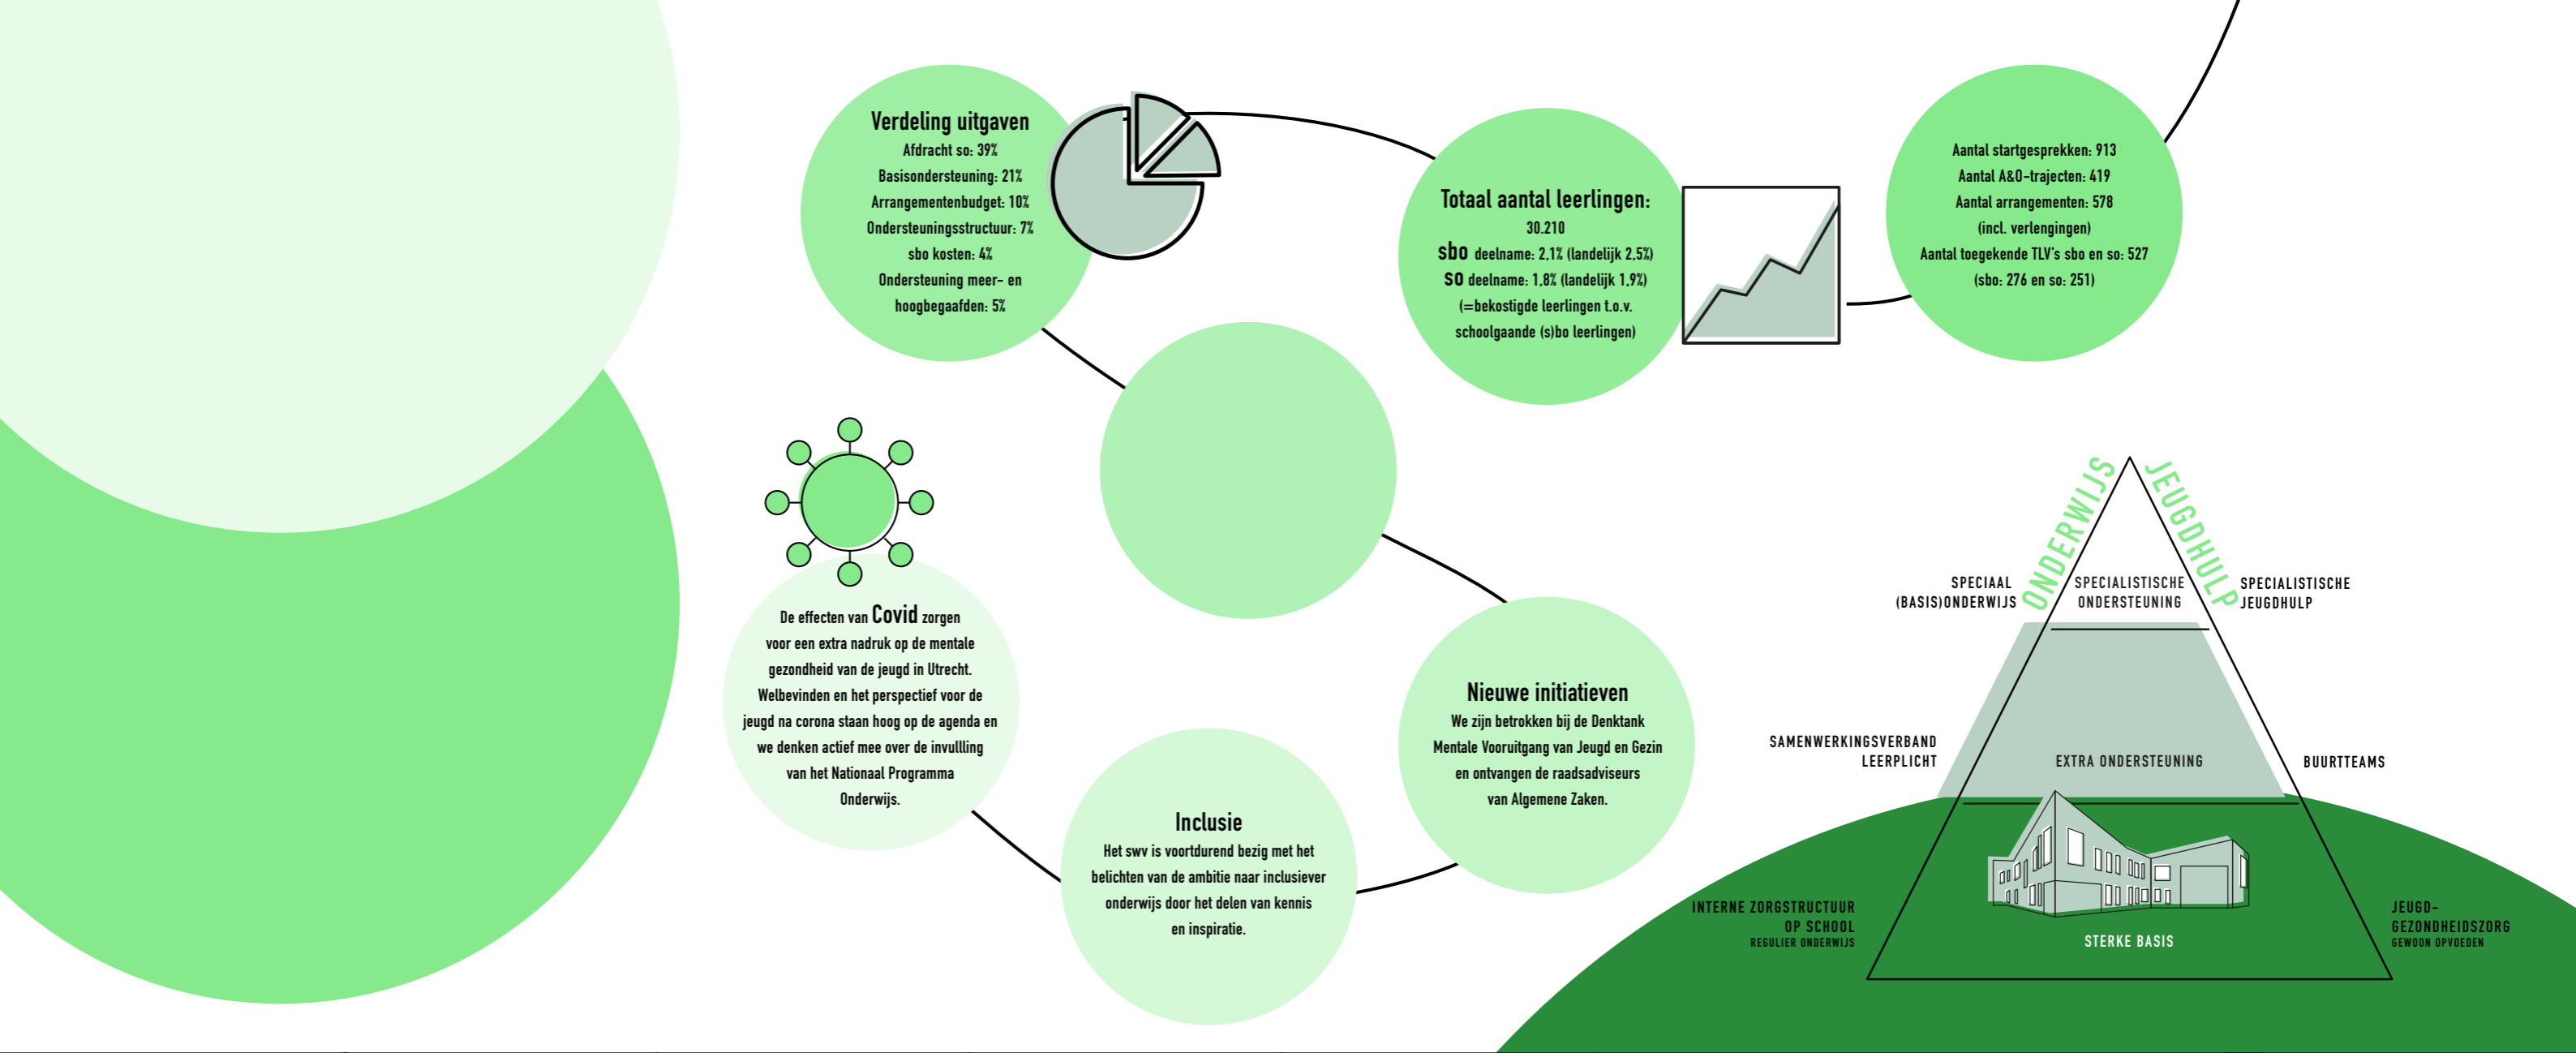 Verdeling uitgaven
Afdracht so: 39%
Basisondersteuning: 21%
Arrangementenbudget: 10%
Ondersteuningsstructuur: 7%
sbo kosten: 4%
Ondersteuning meer- en
hoogbegaafden: 5%
Totaal aantal leerlingen:
30.210
sbo deelname: 2,1% (landelijk 2,5%)
so deelname: 1,8% (landelijk 1,9%)
(=bekostigde leerlingen t.o.v.
schoolgaande (s)bo leerlingen)
Aantal startgesprekken: 913
Aantal A&O-trajecten: 419
Aantal arrangementen: 578
(incl. verlengingen)
Aantal toegekende TLV's sbo en so: 527
(sbo: 276 en so: 251)
De effecten van Covid zorgen
voor een extra nadruk op de mentale
gezondheid van de jeugd in Utrecht.
Welbevinden en het perspectief voor de
jeugd na corona staan hoog op de agenda en
we denken actief mee over de invullling
van het Nationaal Programma
Onderwijs.
Inclusie
Het swv is voortdurend bezig met het
belichten van de ambitie naar inclusiever
onderwijs door het delen van kennis
en inspiratie.
Nieuwe initiatieven
We zijn betrokken bij de Denktank
Mentale Vooruitgang van Jeugd en Gezin
en ontvangen de raadsadviseurs
van Algemene Zaken.
ONDERWIJS
JEUGDHULP
SPECIAAL
(BASIS)ONDERWIJS
SPECIALISTISCHE
ONDERSTEUNING
SPECIALISTISCHE
JEUGDHULP
SAMENWERKINGSVERBAND
LEERPLICHT
EXTRA ONDERSTEUNING
BUURTTEAMS
INTERNE ZORGSTRUCTUUR
OP SCHOOL
REGULIER ONDERWIJS
STERKE BASIS
JEUGD-
GEZONDHEIDSZORG
GEWOON OPVOEDEN